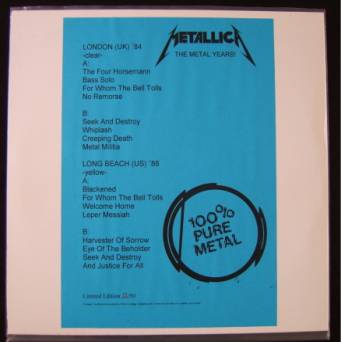 METALLICA
THE METAL YEARS!
LONDON (UK) ´84
-clear-
A:
The Four Horsemann
Bass Solo
For Whom The Bell Tolls
No Remorse
B:
Seek And Destroy
Whiplash
Creeping Death
Metal Militia
LONG BEACH (US) ´88
-yellow-
A:
Blackened
For Whom The Bell Tolls
Welcome Home
Leper Messiah
B:
Harvester Of Sorrow
Eye Of The Beholder
Seek And Destroy
And Justice For All
100%
PURE
METAL
Limited Edition